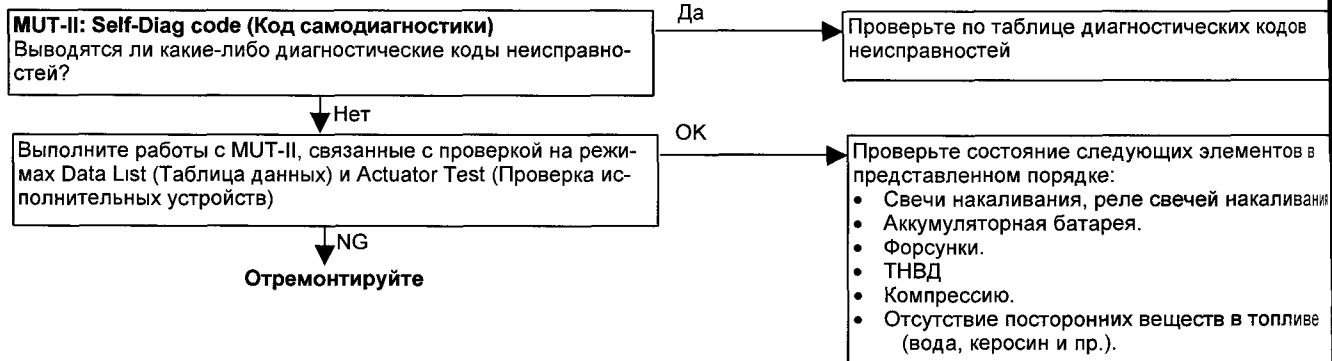 MUT-II: Self-Diag code (Код самодиагностики)
Выводятся ли какие-либо диагностические коды неисправно-
стей?
Да
Проверьте по таблице диагностических кодов
неисправностей
Нет
Выполните работы с MUT-II, связанные с проверкой на режи-
мах Data List (Таблица данных) и Actuator Test (Проверка ис-
полнительных устройств)
OK
Проверьте состояние следующих элементов в
представленном порядке:
• Свечи накаливания, реле свечей накаливания
• Аккумуляторная батарея.
• Форсунки.
• ТНВД
• Компрессию.
• Отсутствие посторонних веществ в топливе
(вода, керосин и пр.).
NG
Отремонтируйте